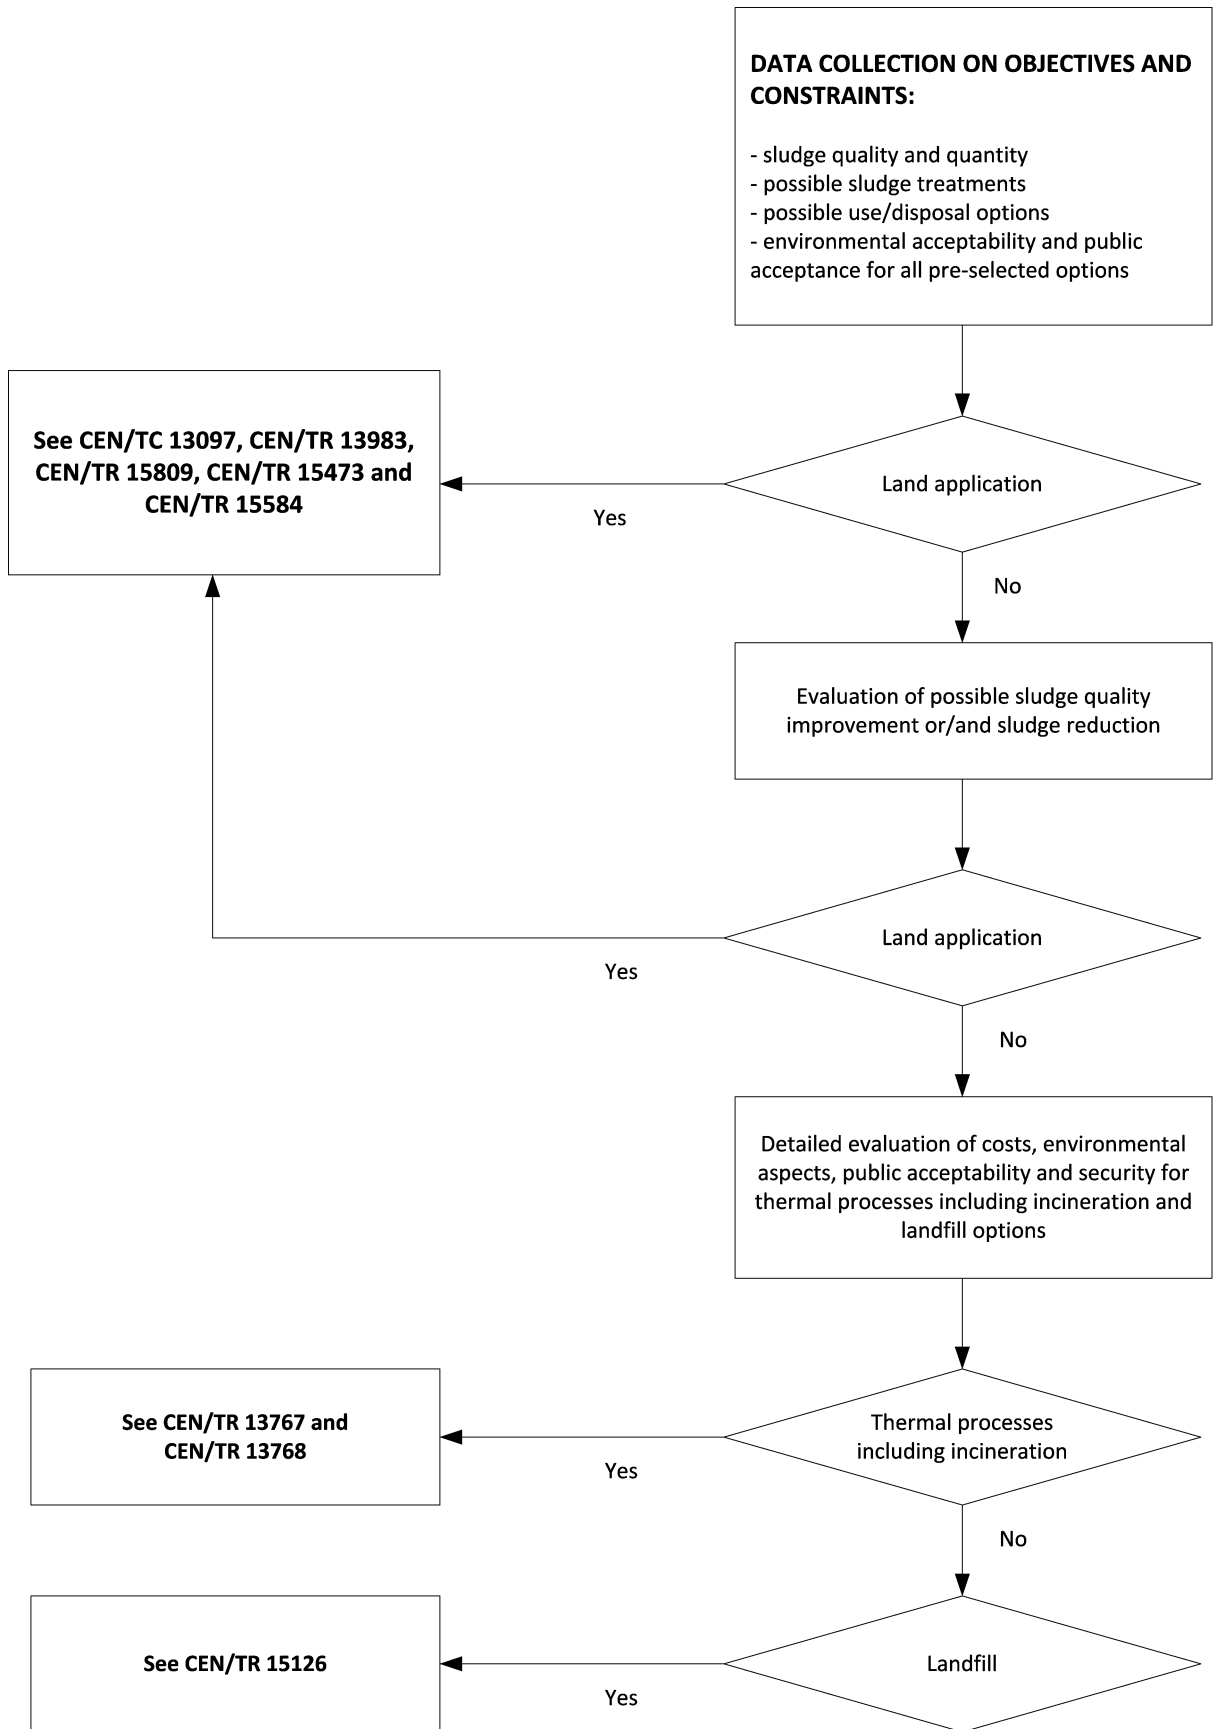 DATA COLLECTION ON OBJECTIVES AND
CONSTRAINTS:
- sludge quality and quantity
- possible sludge treatments
- possible use/disposal options
- environmental acceptability and public
acceptance for all pre-selected options
See CEN/TC 13097, CEN/TR 13983,
CEN/TR 15809, CEN/TR 15473 and
CEN/TR 15584
Land application
Yes
No
Evaluation of possible sludge quality
improvement or/and sludge reduction
Land application
Yes
No
Detailed evaluation of costs, environmental
aspects, public acceptability and security for
thermal processes including incineration and
landfill options
See CEN/TR 13767 and
CEN/TR 13768
Thermal processes
including incineration
Yes
No
See CEN/TR 15126
Landfill
Yes